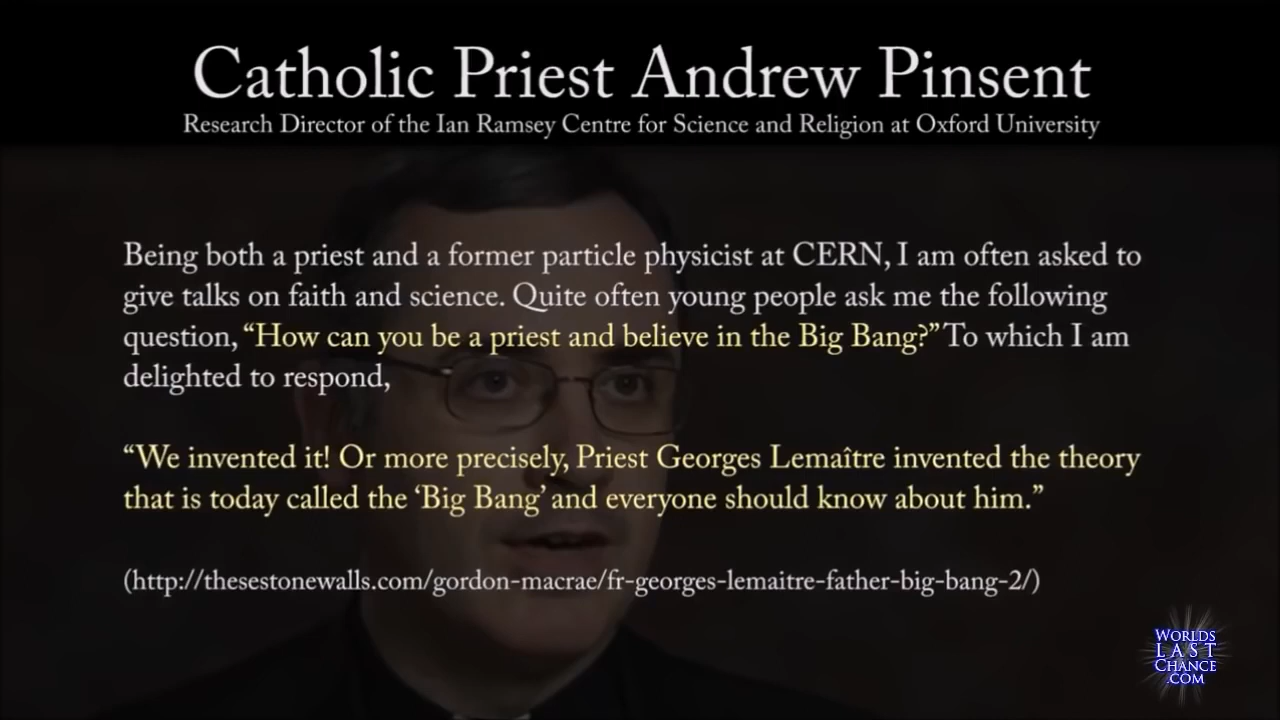 Catholic Priest Andrew Pinsent
Research Director of the Ian Ramsey Centre for Science and Religion at Oxford University
Being both a priest and a former particle physicist at CERN, I am often asked to
give talks on faith and science. Quite often young people ask me the following
question, “How can you be a priest and believe in the Big Bang?” To which I am
delighted to respond,
“We invented it! Or more precisely, Priest Georges Lemaître invented the theory
that is today called the ‘Big Bang’ and everyone should know about him.”
(http://thesestonewalls.com/gordon-macrae/fr-georges-lemaitre-father-big-bang-2/)
WORLDS
LAST
CHANCE
.COM